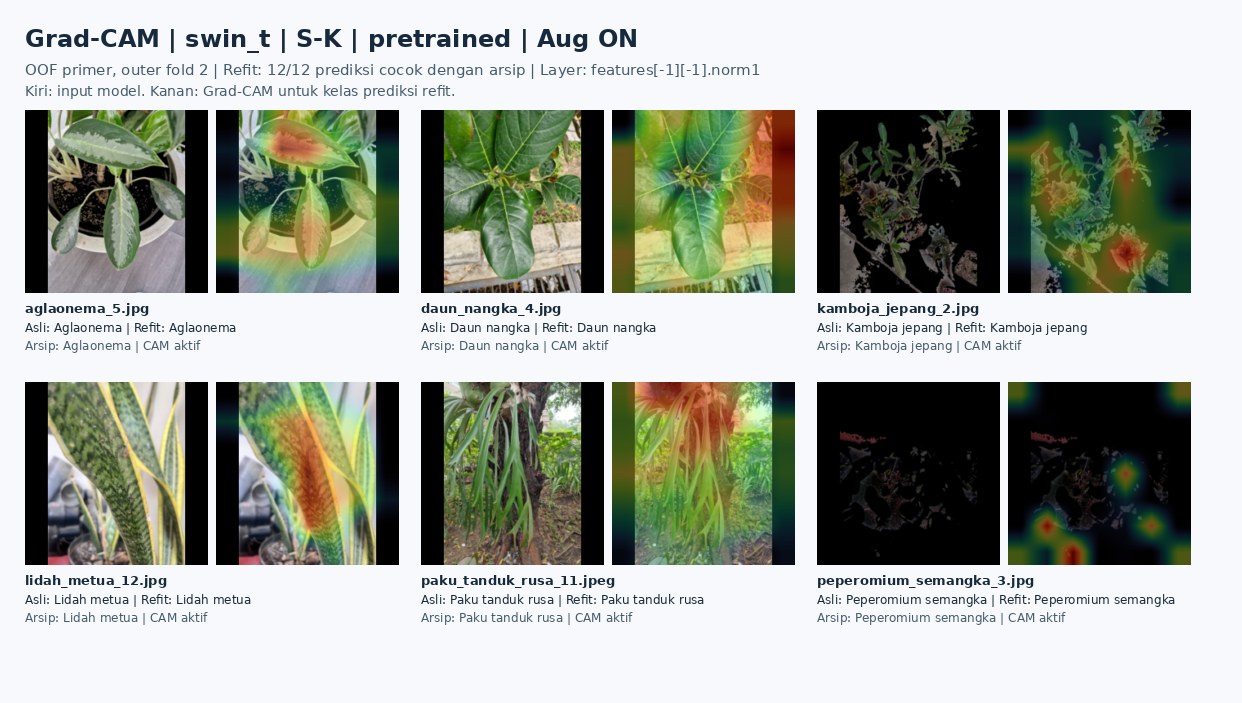 Grad-CAM | swin_t | S-K | pretrained | Aug ON
OOF primer, outer fold 2 | Refit: 12/12 prediksi cocok dengan arsip | Layer: features[-1][-1].norm1
Kiri: input model. Kanan: Grad-CAM untuk kelas prediksi refit.
aglaonema_5.jpg
Asli: Aglaonema | Refit: Aglaonema
Arsip: Aglaonema | CAM aktif
daun_nangka_4.jpg
Asli: Daun nangka | Refit: Daun nangka
Arsip: Daun nangka | CAM aktif
kamboja_jepang_2.jpg
Asli: Kamboja jepang | Refit: Kamboja jepang
Arsip: Kamboja jepang | CAM aktif
lidah_metua_12.jpg
Asli: Lidah metua | Refit: Lidah metua
Arsip: Lidah metua | CAM aktif
paku_tanduk_rusa_11.jpeg
Asli: Paku tanduk rusa | Refit: Paku tanduk rusa
Arsip: Paku tanduk rusa | CAM aktif
peperomium_semangka_3.jpg
Asli: Peperomium semangka | Refit: Peperomium semangka
Arsip: Peperomium semangka | CAM aktif